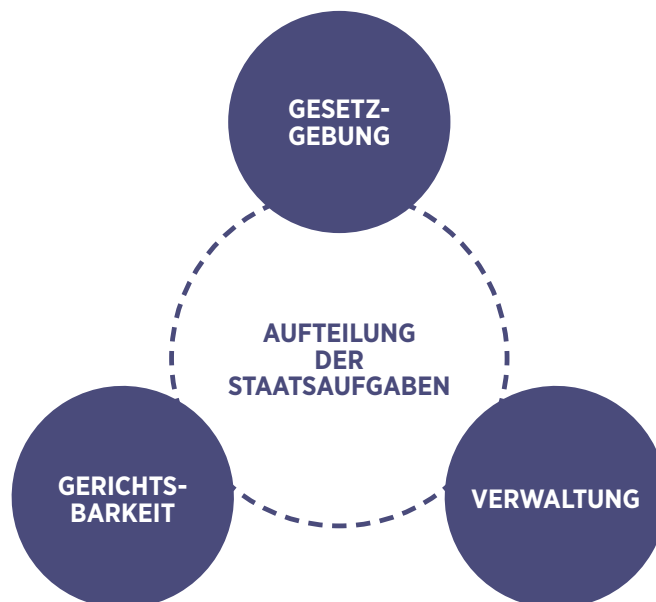 GESETZ-
GEBUNG
AUFTEILUNG
DER
STAATSAUFGABEN
GERICHTS-
BARKEIT
VERWALTUNG